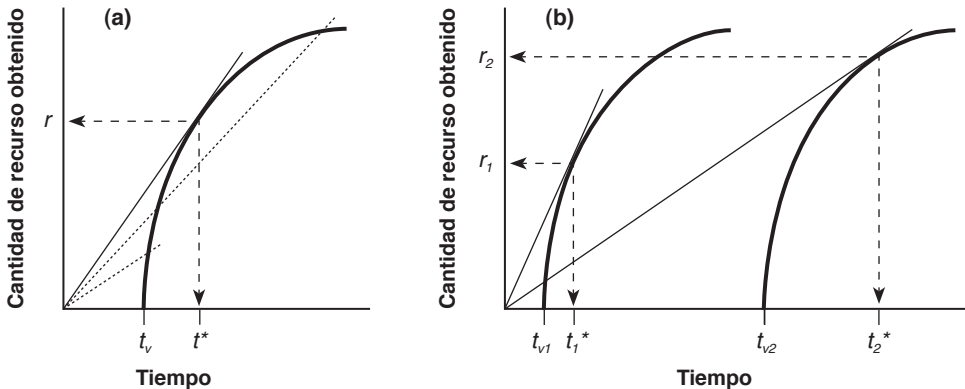 (a)
Cantidad de recurso obtenido
r
t_v t*
Tiempo
(b)
Cantidad de recurso obtenido
r_2
r_1
t_v1 t_1* t_v2 t_2*
Tiempo